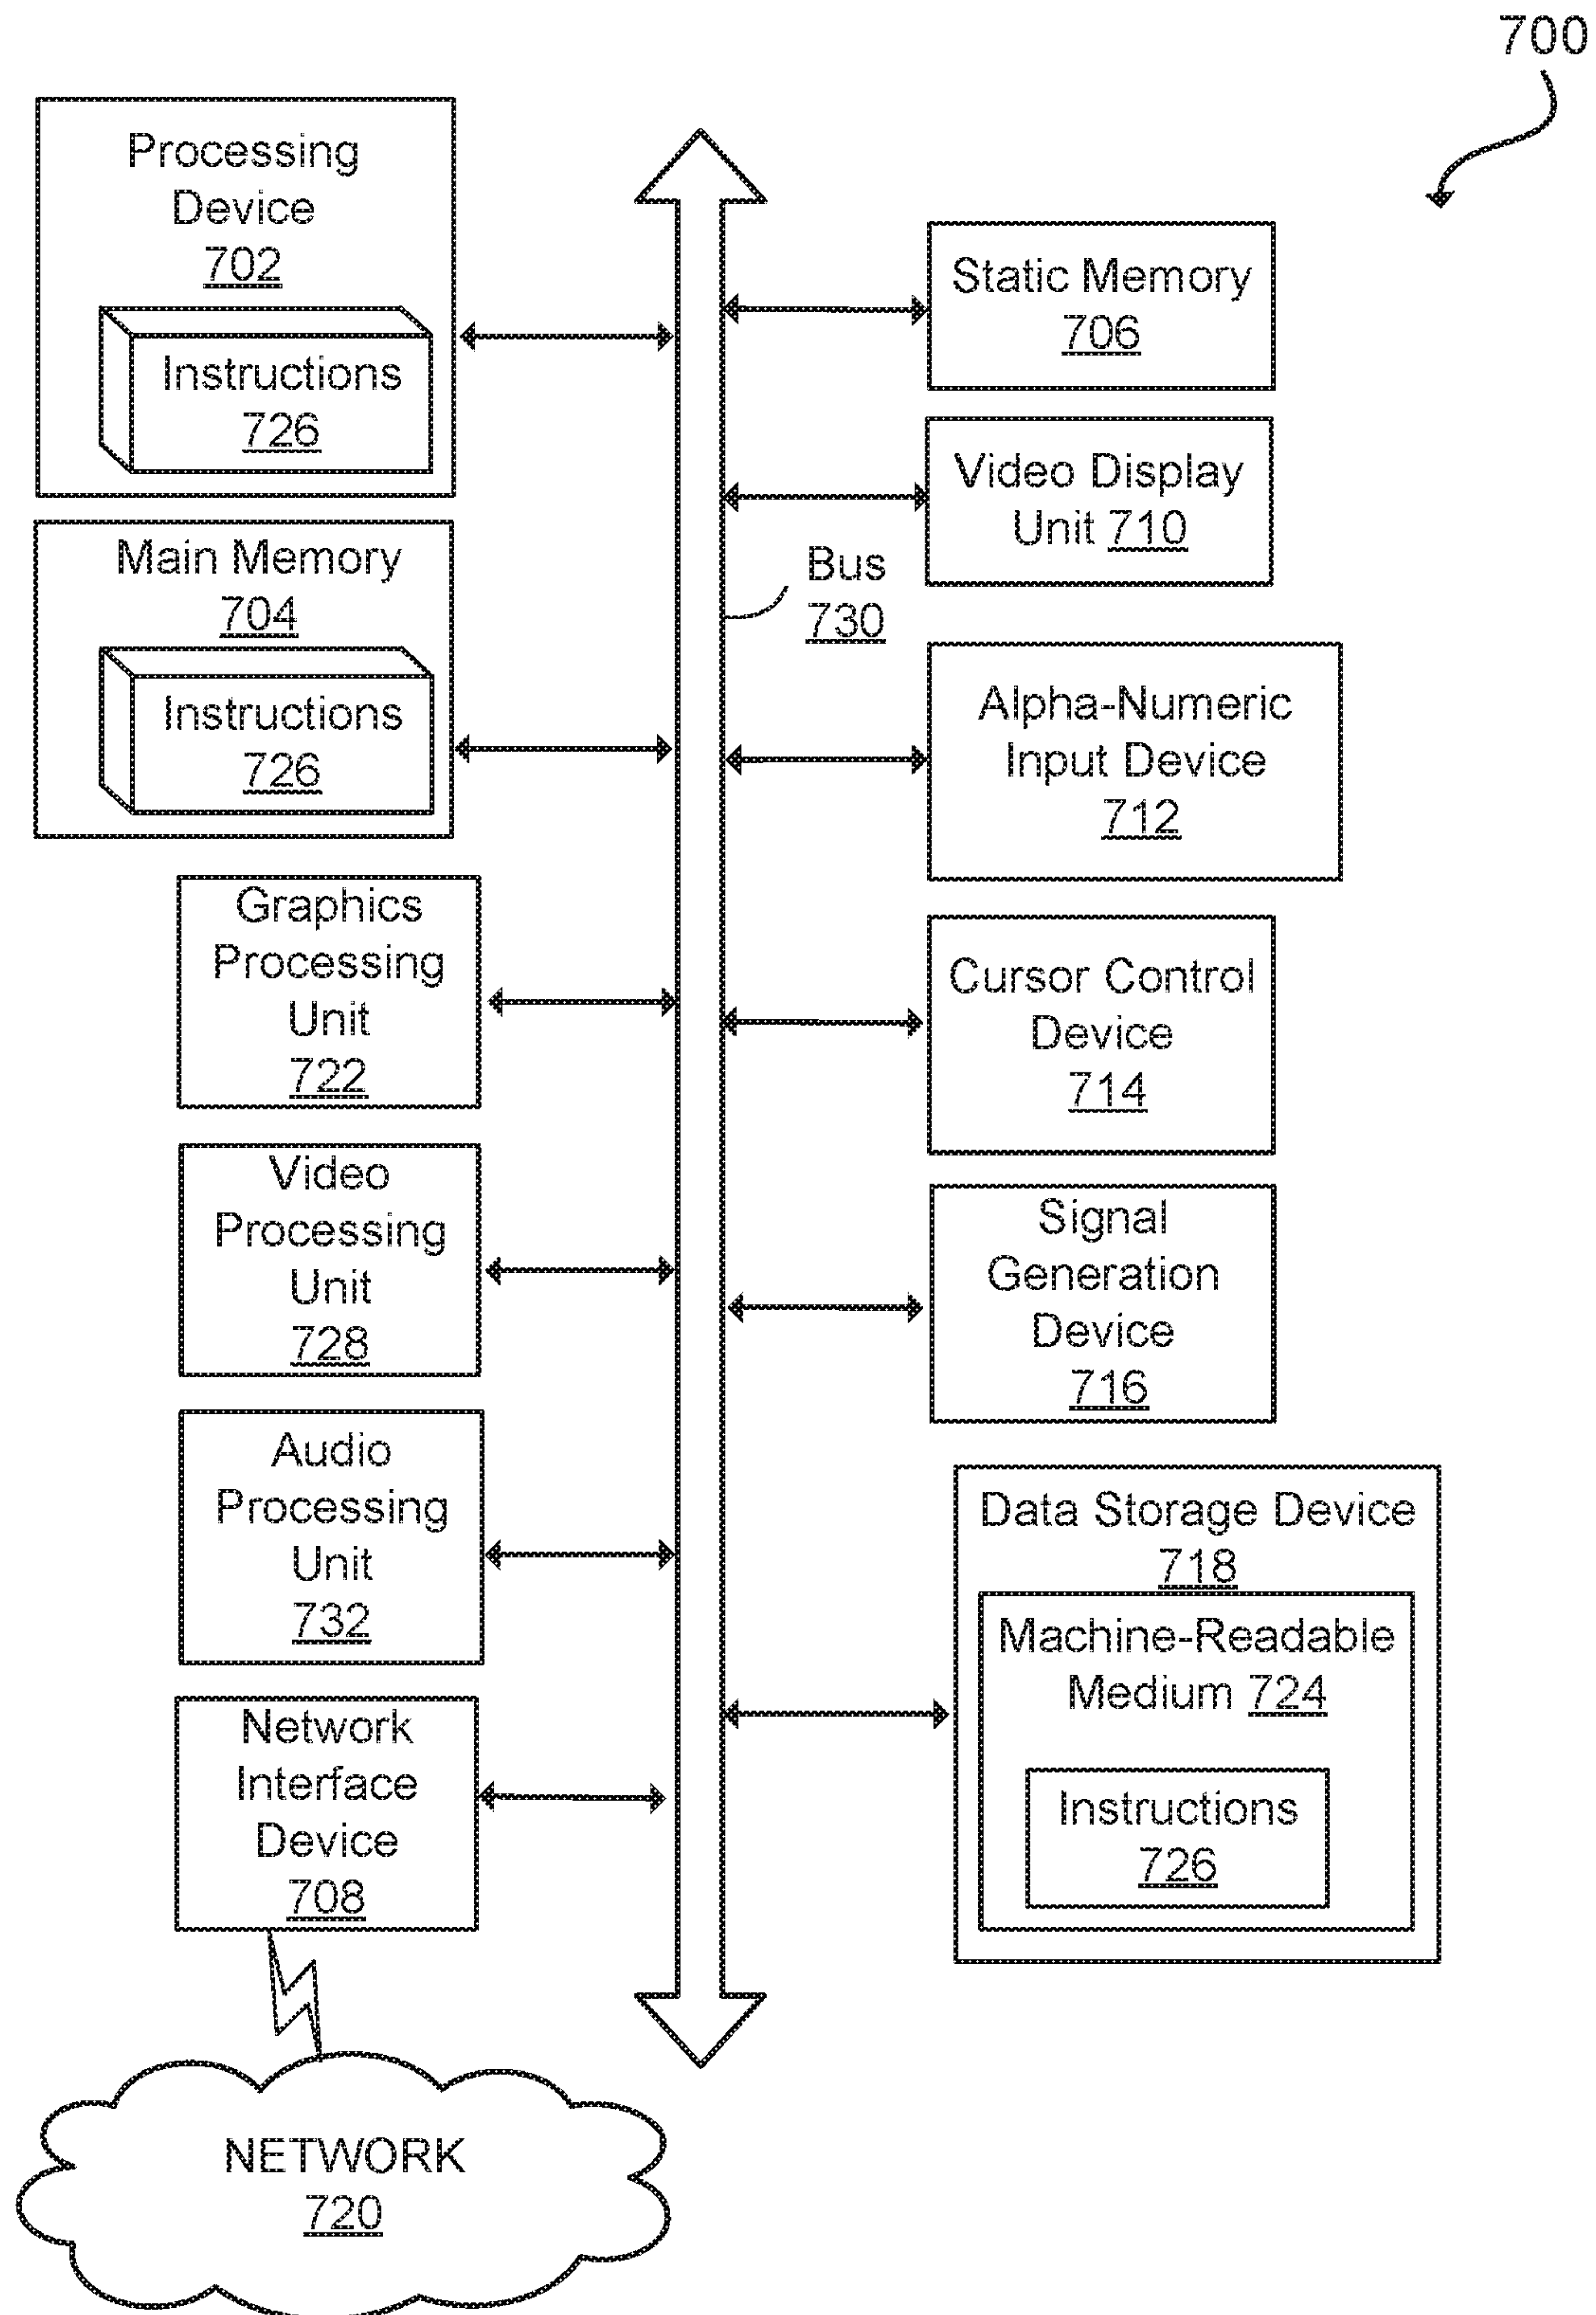 700
Processing
Device
702
Instructions
726
Main Memory
704
Instructions
726
Graphics
Processing
Unit
722
Video
Processing
Unit
728
Audio
Processing
Unit
732
Network
Interface
Device
708
NETWORK
720
Bus
730
Static Memory
706
Video Display
Unit 710
Alpha-Numeric
Input Device
712
Cursor Control
Device
714
Signal
Generation
Device
716
Data Storage Device
718
Machine-Readable
Medium 724
Instructions
726